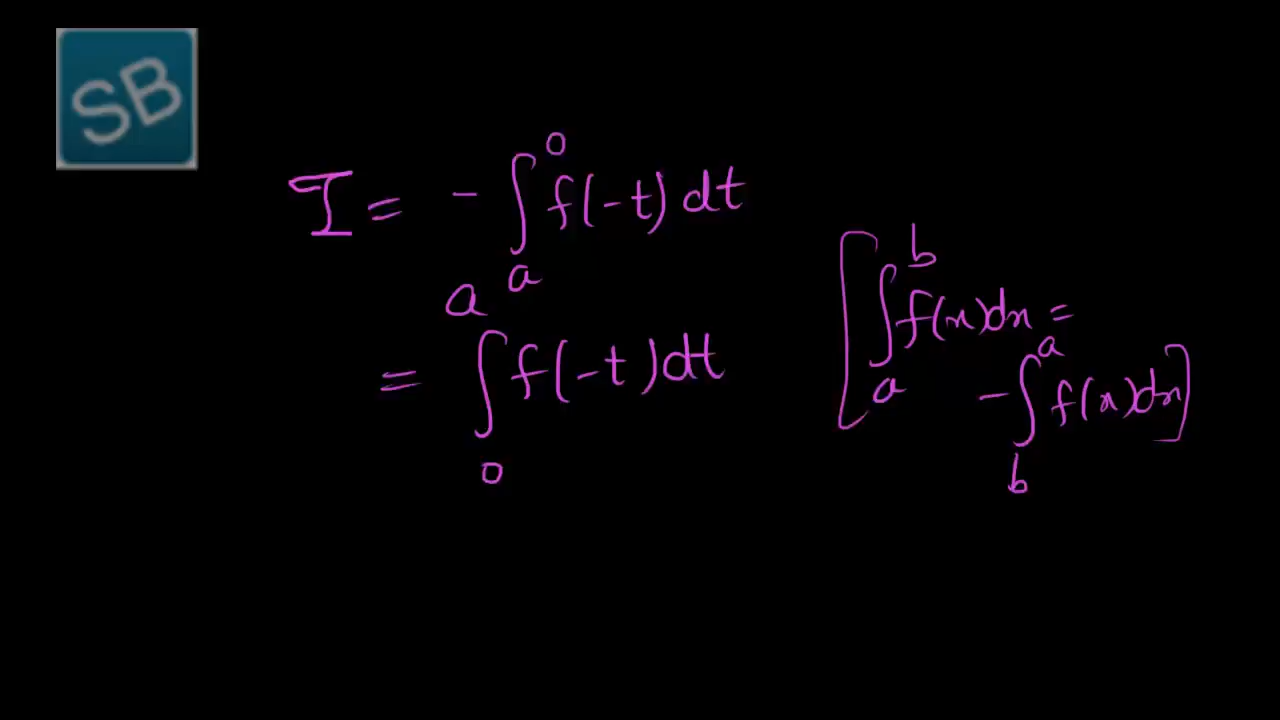 SB
I = - ∫_a^0 f(-t) dt
= ∫_0^a f(-t) dt
[ ∫_a^b f(x) dx =
- ∫_b^a f(x) dx ]